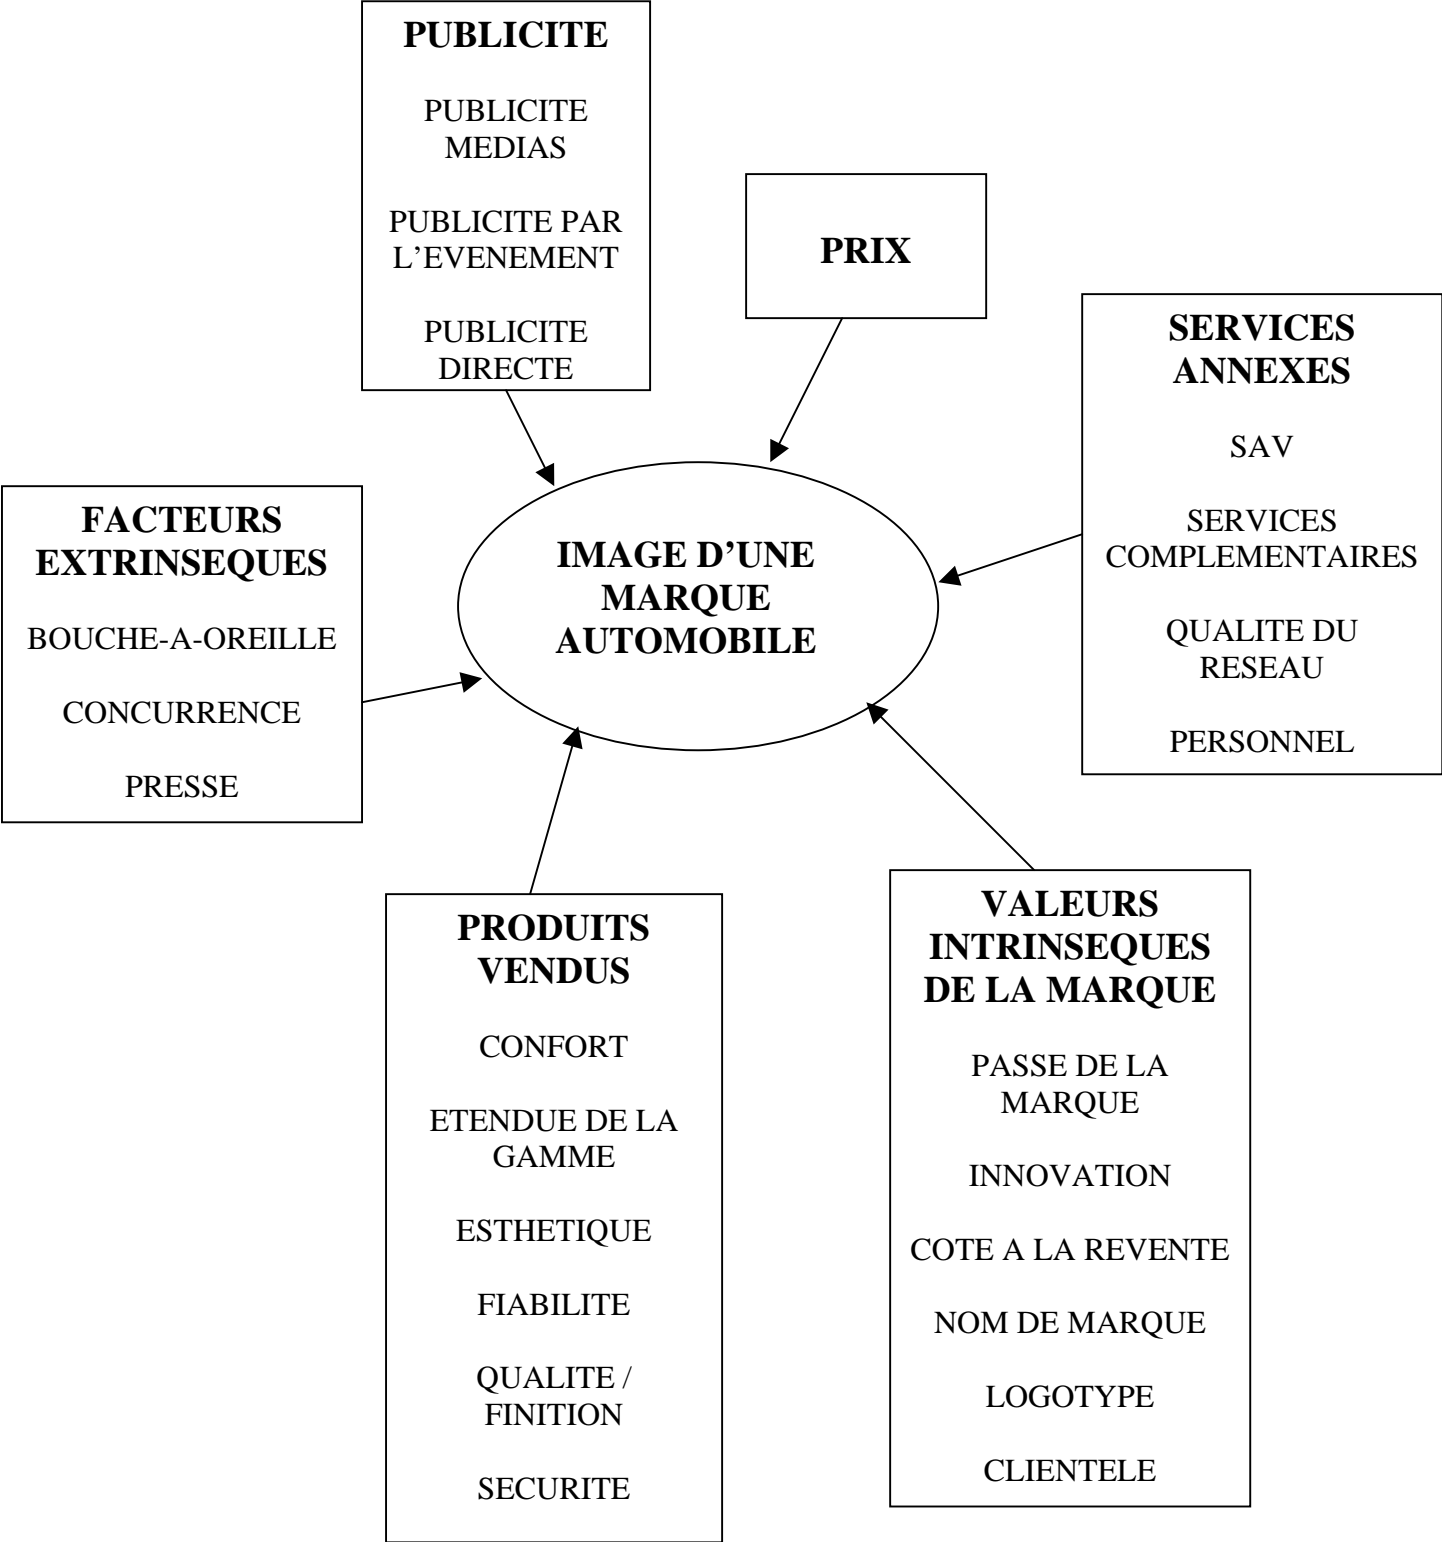 PUBLICITE
PUBLICITE
MEDIAS
PUBLICITE PAR
L’EVENEMENT
PUBLICITE
DIRECTE
PRIX
SERVICES
ANNEXES
SAV
SERVICES
COMPLEMENTAIRES
QUALITE DU
RESEAU
PERSONNEL
FACTEURS
EXTRINSEQUES
BOUCHE-A-OREILLE
CONCURRENCE
PRESSE
IMAGE D’UNE
MARQUE
AUTOMOBILE
PRODUITS
VENDUS
CONFORT
ETENDUE DE LA
GAMME
ESTHETIQUE
FIABILITE
QUALITE /
FINITION
SECURITE
VALEURS
INTRINSEQUES
DE LA MARQUE
PASSE DE LA
MARQUE
INNOVATION
COTE A LA REVENTE
NOM DE MARQUE
LOGOTYPE
CLIENTELE